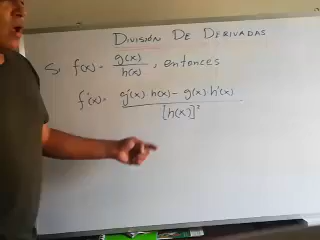 DIVISIÓN DE DERIVADAS
Si f(x) = g(x)/h(x), entonces
f'(x) = g'(x)·h(x) - g(x)·h'(x)/[h(x)]²